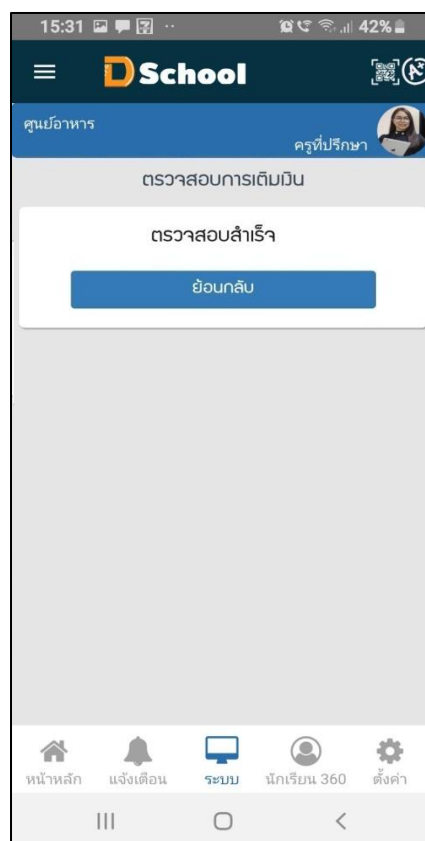 15:31 42%
DSchool
ศูนย์อาหาร
ครูที่ปรึกษา
ตรวจสอบการเติมเงิน
ตรวจสอบสำเร็จ
ย้อนกลับ
หน้าหลัก แจ้งเตือน ระบบ นักเรียน 360 ตั้งค่า